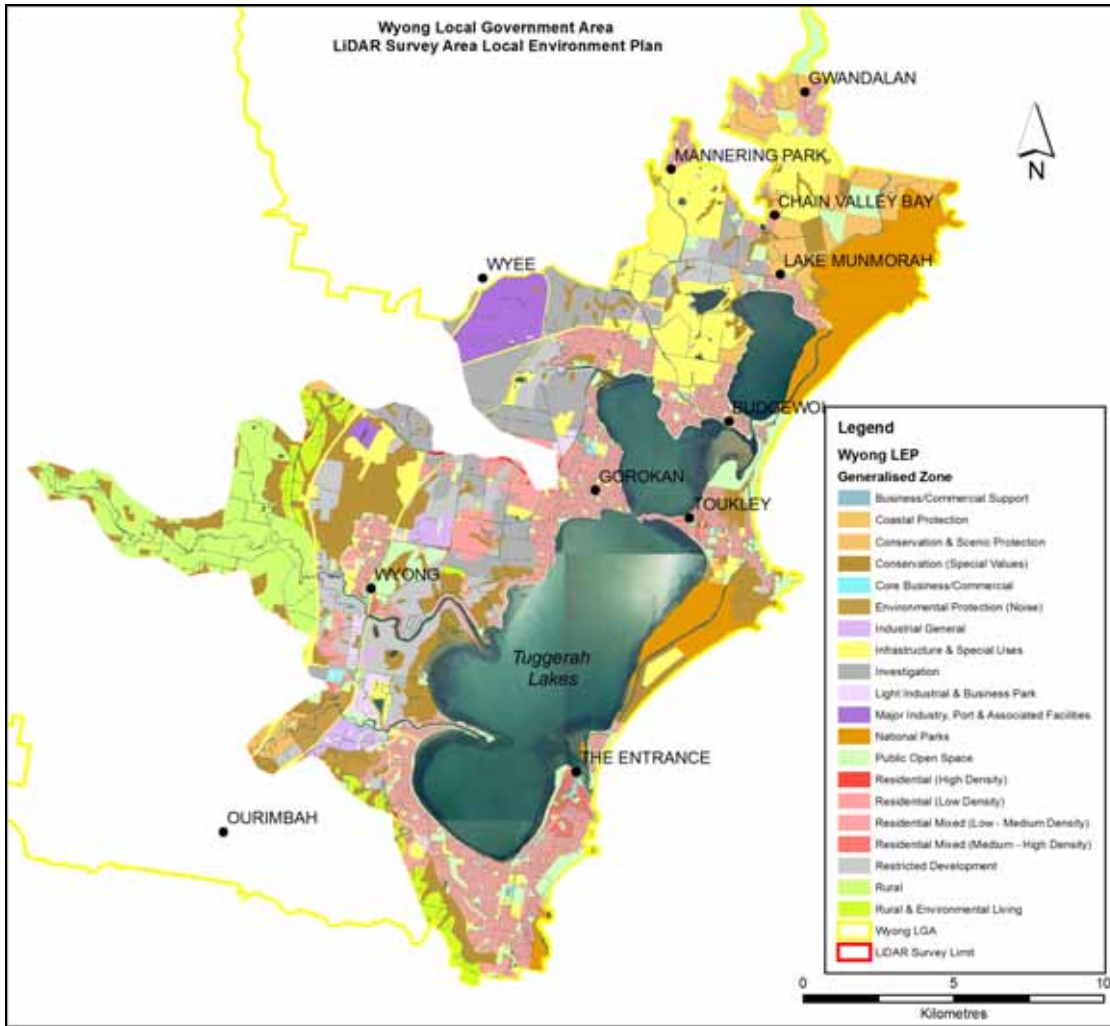 Wyong Local Government Area
LiDAR Survey Area Local Environment Plan
GWANDALAN
MANNERING PARK
N
CHAIN VALLEY BAY
LAKE MUNMORAH
WYEE
BUDGEWOI
GOROKAN
TOUKLEY
WYONG
Tuggerah
Lakes
THE ENTRANCE
OURIMBAH
Legend
Wyong LEP
Generalised Zone
Business/Commercial Support
Coastal Protection
Conservation & Scenic Protection
Conservation (Special Values)
Core Business/Commercial
Environmental Protection (Noise)
Industrial General
Infrastructure & Special Uses
Investigation
Light Industrial & Business Park
Major Industry, Port & Associated Facilities
National Parks
Public Open Space
Residential (High Density)
Residential (Low Density)
Residential Mixed (Low - Medium Density)
Residential Mixed (Medium - High Density)
Restricted Development
Rural
Rural & Environmental Living
Wyong LGA
LiDAR Survey Limit
0 5 10
Kilometres